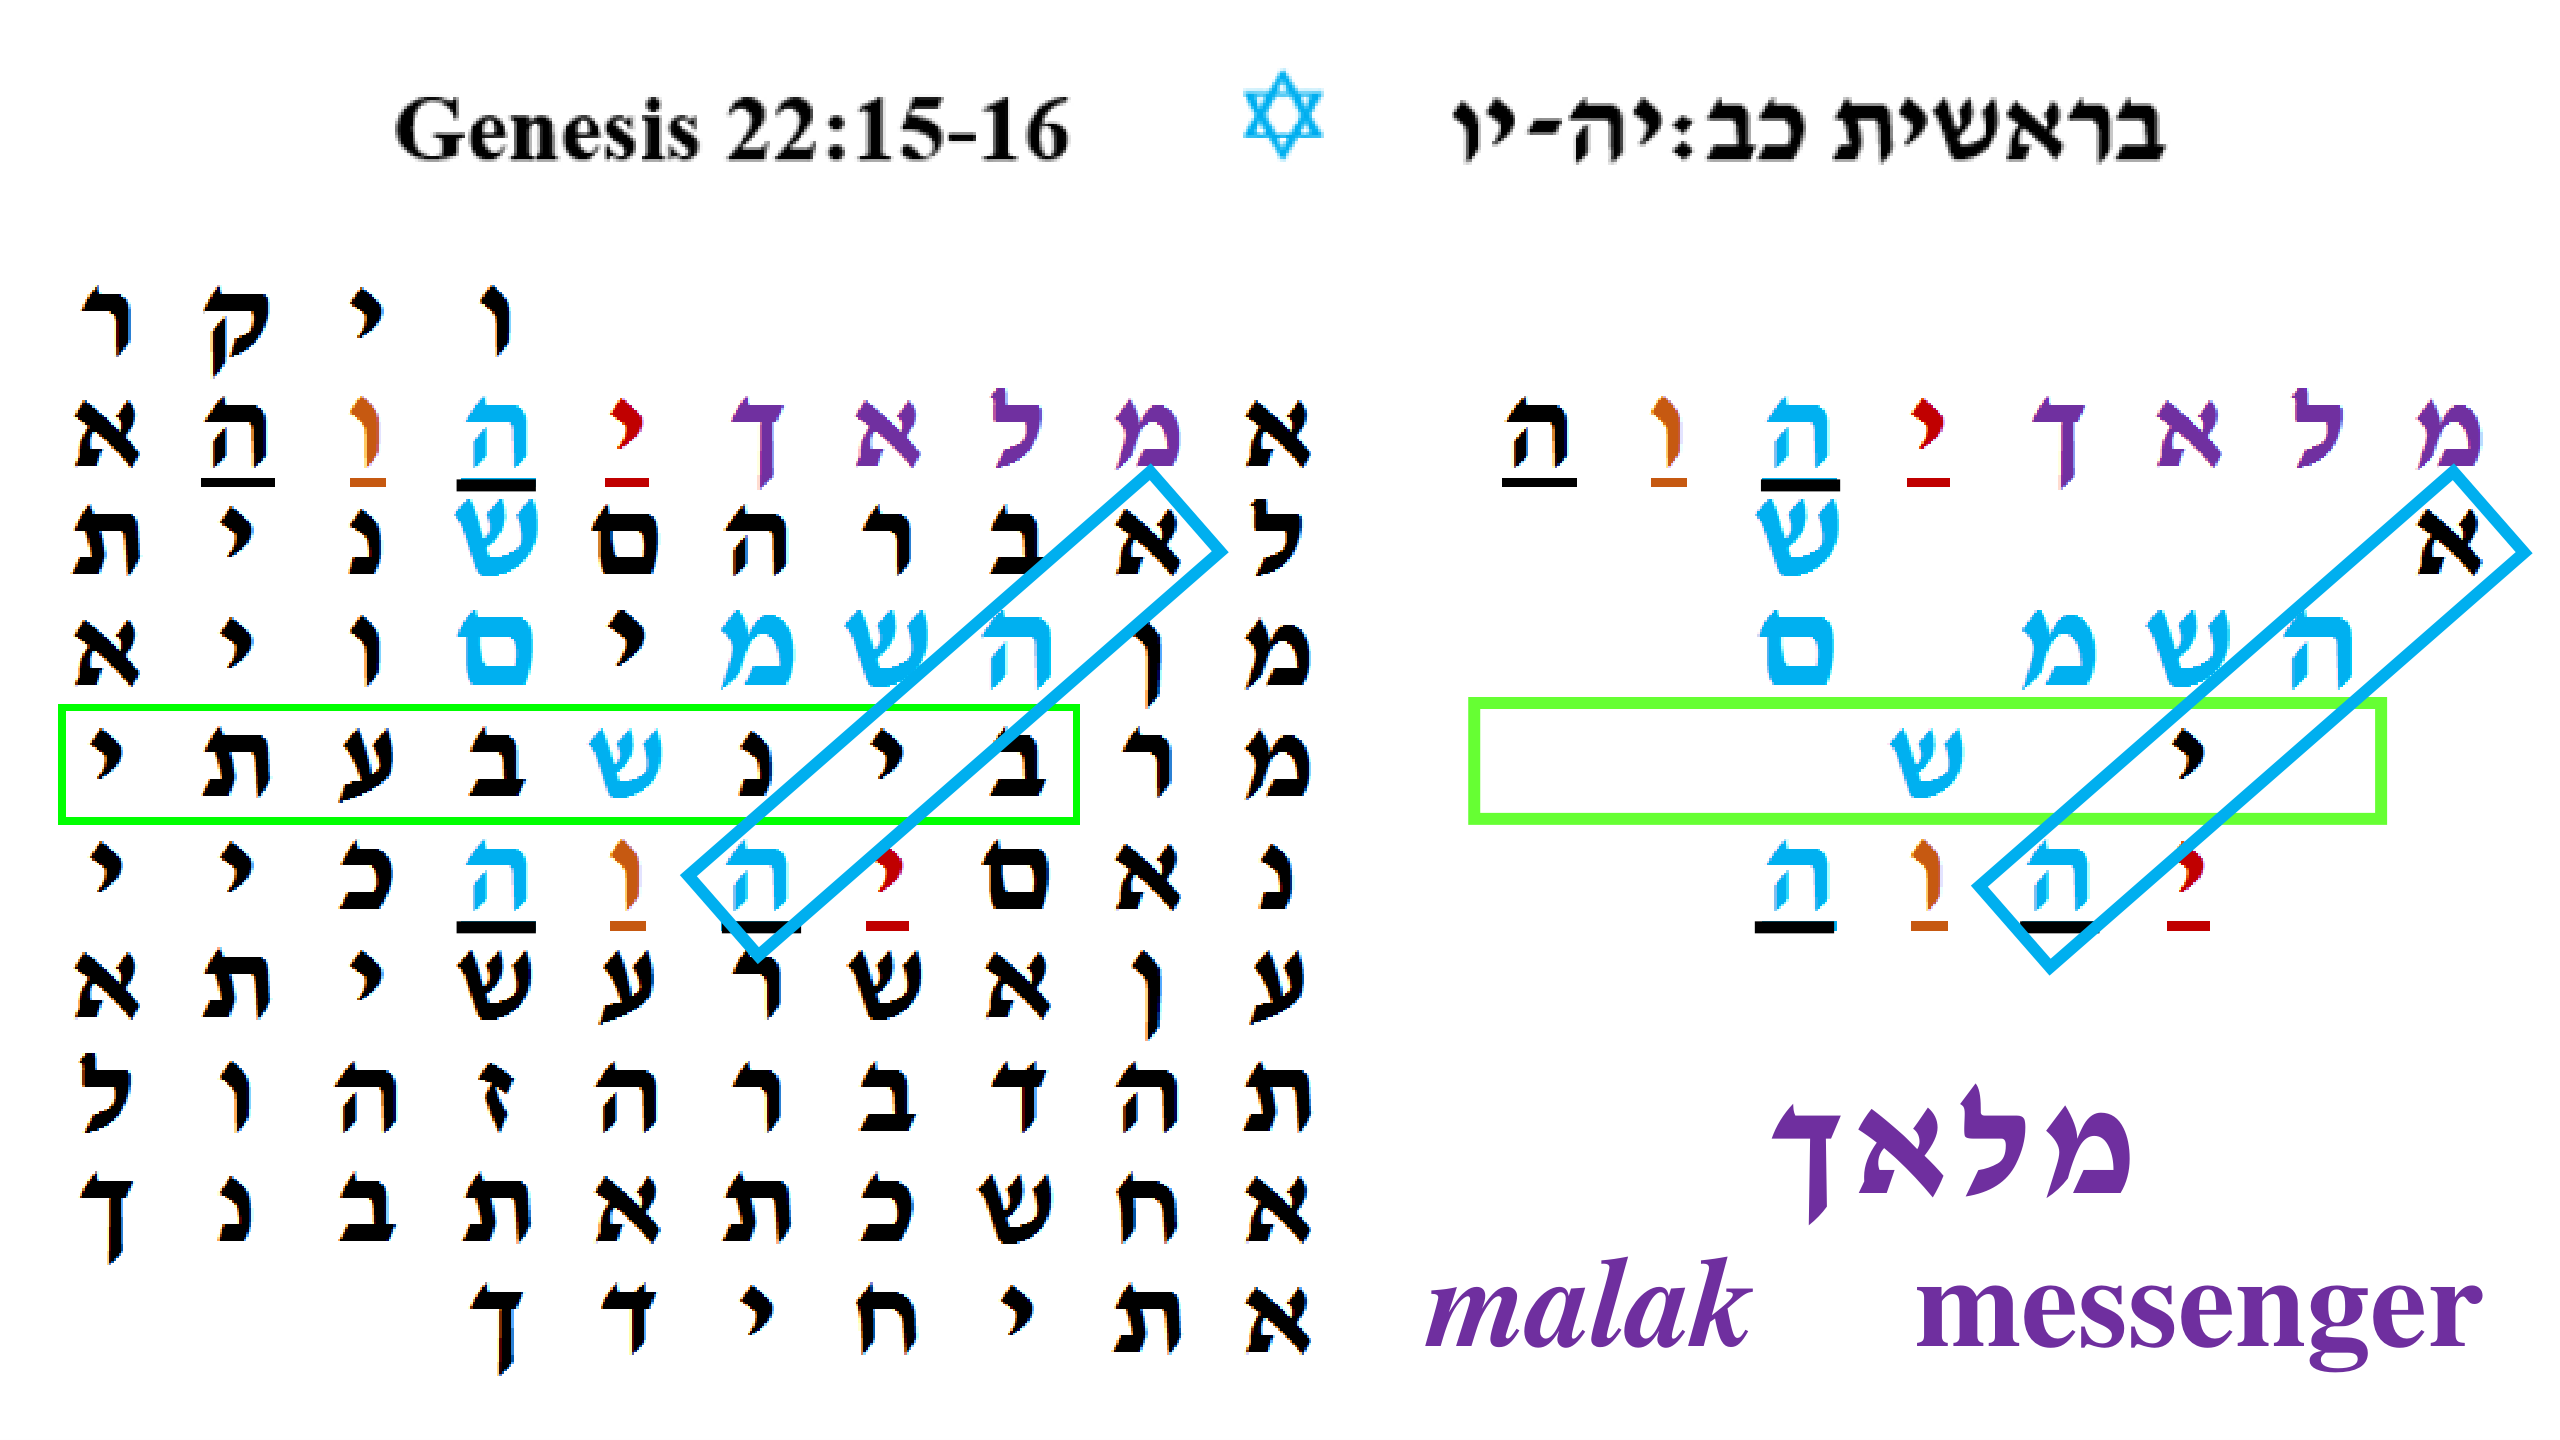 Genesis 22:15-16 ✡ בראשית כב:יה-יו
ו י ק ר
א מ ל א ך י ה ו ה א
ל א ב ר ה ם ש נ י ת
מ ן ה ש מ י ם ו י א
מ ר ב י נ ש ב ע ת י
נ א ם י ה ו ה כ י י
ע ן א ש ר ע ש י ת א
ת ה ד ב ר ה ז ה ו ל
א ח ש כ ת א ת ב נ ך
א ת י ח י ד ך
מ ל א ך י ה ו ה
א ש
ה ש מ ם
י ש
י ה ו ה
מלאך
malak messenger